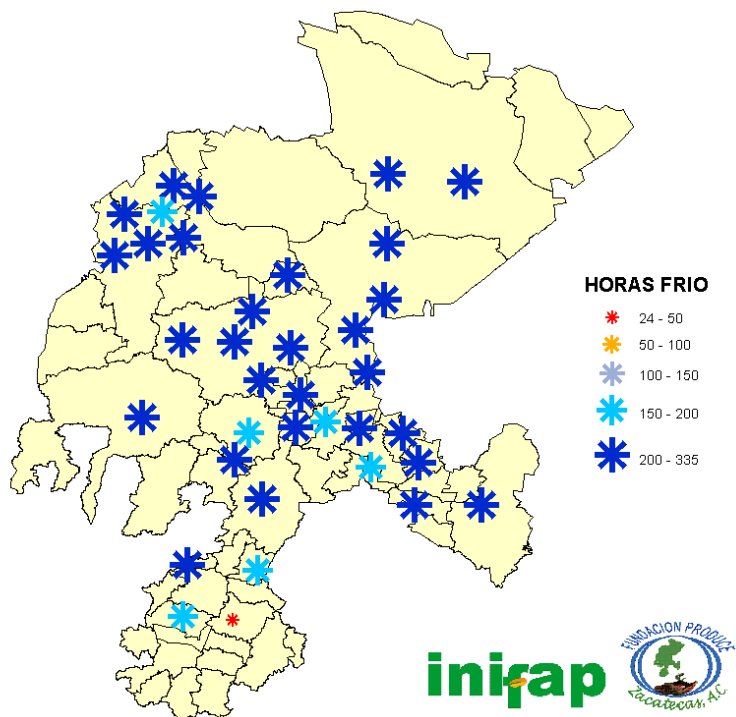 HORAS FRIO
24 - 50
50 - 100
100 - 150
150 - 200
200 - 335
inifap
FUNDACION PRODUCE
Zacatecas, A.C